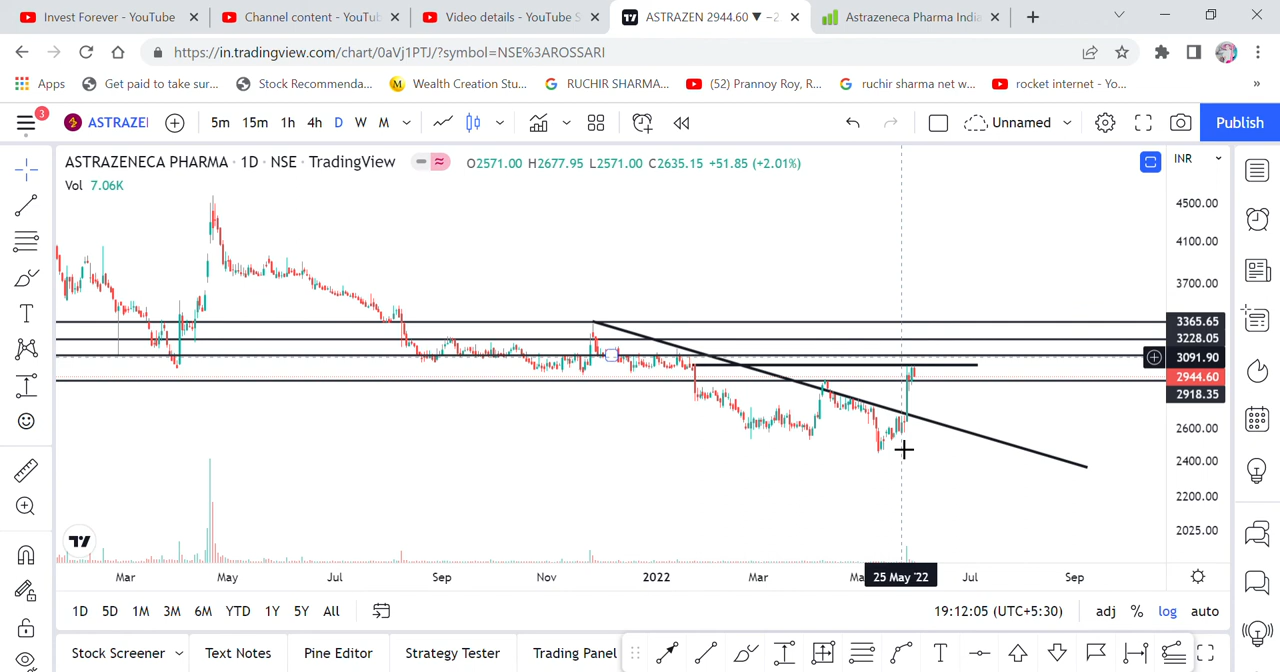 Invest Forever - YouTube
Channel content - YouTu
Video details - YouTube S
ASTRAZEN 2944.60 ▼ −2
Astrazeneca Pharma India
https://in.tradingview.com/chart/0aVj1PTJ/?symbol=NSE%3AROSSARI
Apps
Get paid to take sur...
Stock Recommenda...
Wealth Creation Stu...
RUCHIR SHARMA...
(52) Prannoy Roy, R...
ruchir sharma net w...
rocket internet - Yo...
»
3
ASTRAZEI
5m 15m 1h 4h D W M
Unnamed
Publish
ASTRAZENECA PHARMA · 1D · NSE · TradingView
O2571.00 H2677.95 L2571.00 C2635.15 +51.85 (+2.01%)
INR
Vol 7.06K
4500.00
4100.00
3700.00
3365.65
3228.05
3091.90
2944.60
2918.35
2600.00
2400.00
2200.00
2025.00
Mar May Jul Sep Nov 2022 Mar Ma 25 May '22 Jul Sep
1D 5D 1M 3M 6M YTD 1Y 5Y All
19:12:05 (UTC+5:30)
adj % log auto
Stock Screener Text Notes Pine Editor Strategy Tester Trading Panel